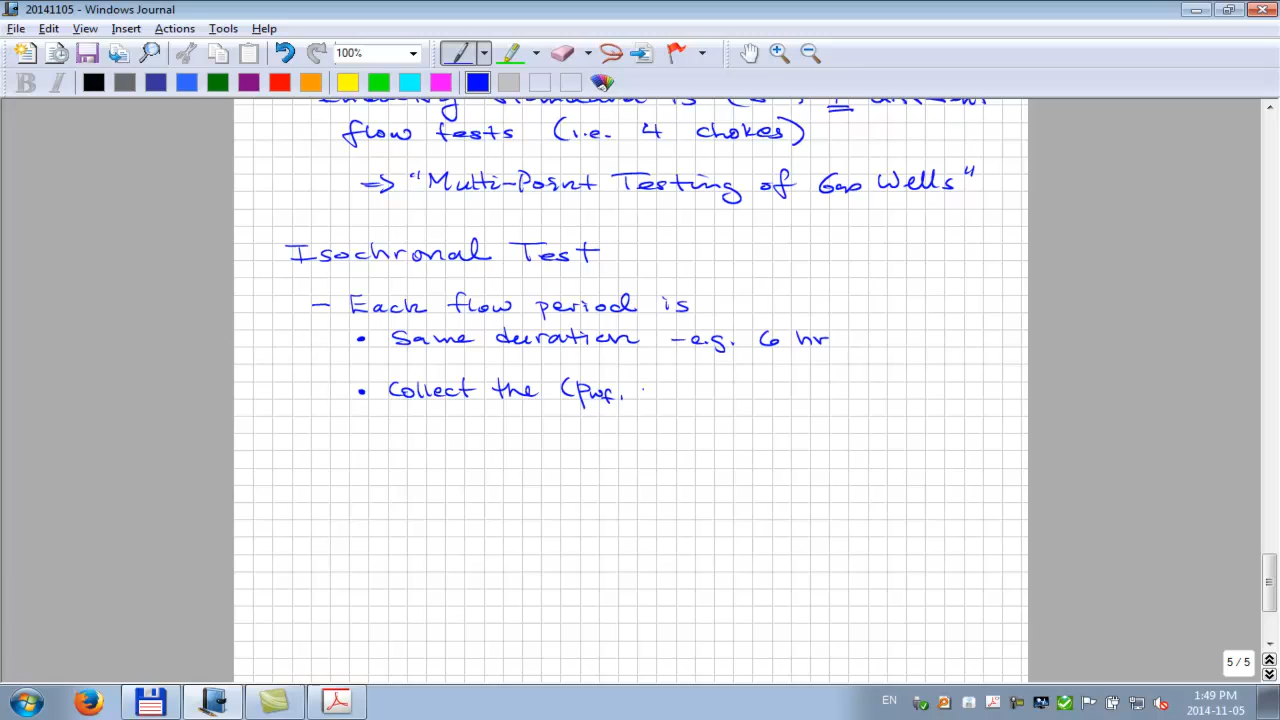 20141105 - Windows Journal
File Edit View Insert Actions Tools Help
100%
B I
standard is
flow tests (i.e. 4 chokes)
=> "Multi-Point Testing of Gas Wells"
Isochronal Test
- Each flow period is
• Same duration - e.g. 6 hr
• Collect the (pwf,
5 / 5
EN
1:49 PM
2014-11-05